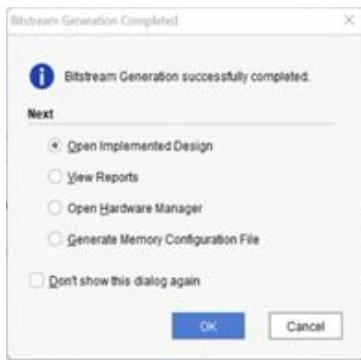 Bitstream Generation Completed
Bitstream Generation successfully completed.
Next
Open Implemented Design
View Reports
Open Hardware Manager
Generate Memory Configuration File
Don't show this dialog again
OK
Cancel